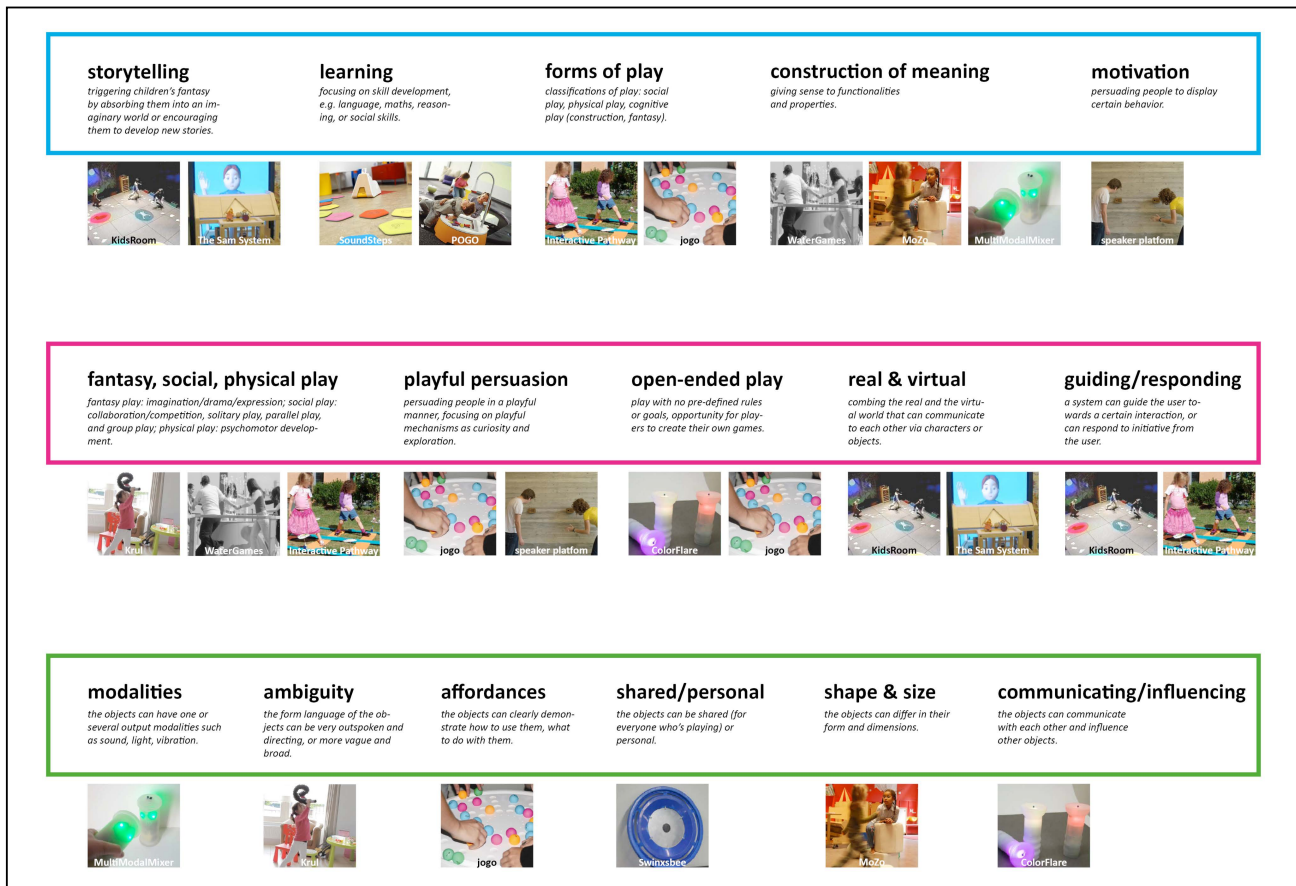 storytelling
triggering children's fantasy
by absorbing them into an im-
aginary world or encouraging
them to develop new stories.
learning
focusing on skill development,
e.g. language, maths, reason-
ing, or social skills.
forms of play
classifications of play: social
play, physical play, cognitive
play (construction, fantasy).
construction of meaning
giving sense to functionalities
and properties.
motivation
persuading people to display
certain behavior.
KidsRoom
The Sam System
SoundSteps
POGO
Interactive Pathway
jogo
WaterGames
MoZo
MultiModalMixer
speaker platfom
fantasy, social, physical play
fantasy play: imagination/drama/expression; social play:
collaboration/competition, solitary play, parallel play,
and group play; physical play: psychomotor develop-
ment.
playful persuasion
persuading people in a playful
manner, focusing on playful
mechanisms as curiosity and
exploration.
open-ended play
play with no pre-defined rules
or goals, opportunity for play-
ers to create their own games.
real & virtual
combing the real and the virtu-
al world that can communicate
to each other via characters or
objects.
guiding/responding
a system can guide the user to-
wards a certain interaction, or
can respond to initiative from
the user.
Krul
WaterGames
Interactive Pathway
jogo
speaker platfom
ColorFlare
jogo
KidsRoom
The Sam System
KidsRoom
Interactive Pathway
modalities
the objects can have one or
several output modalities such
as sound, light, vibration.
ambiguity
the form language of the ob-
jects can be very outspoken and
directing, or more vague and
broad.
affordances
the objects can clearly demon-
strate how to use them, what
to do with them.
shared/personal
the objects can be shared (for
everyone who's playing) or
personal.
shape & size
the objects can differ in their
form and dimensions.
communicating/influencing
the objects can communicate
with each other and influence
other objects.
MultiModalMixer
Krul
jogo
Swinxsbee
MoZo
ColorFlare